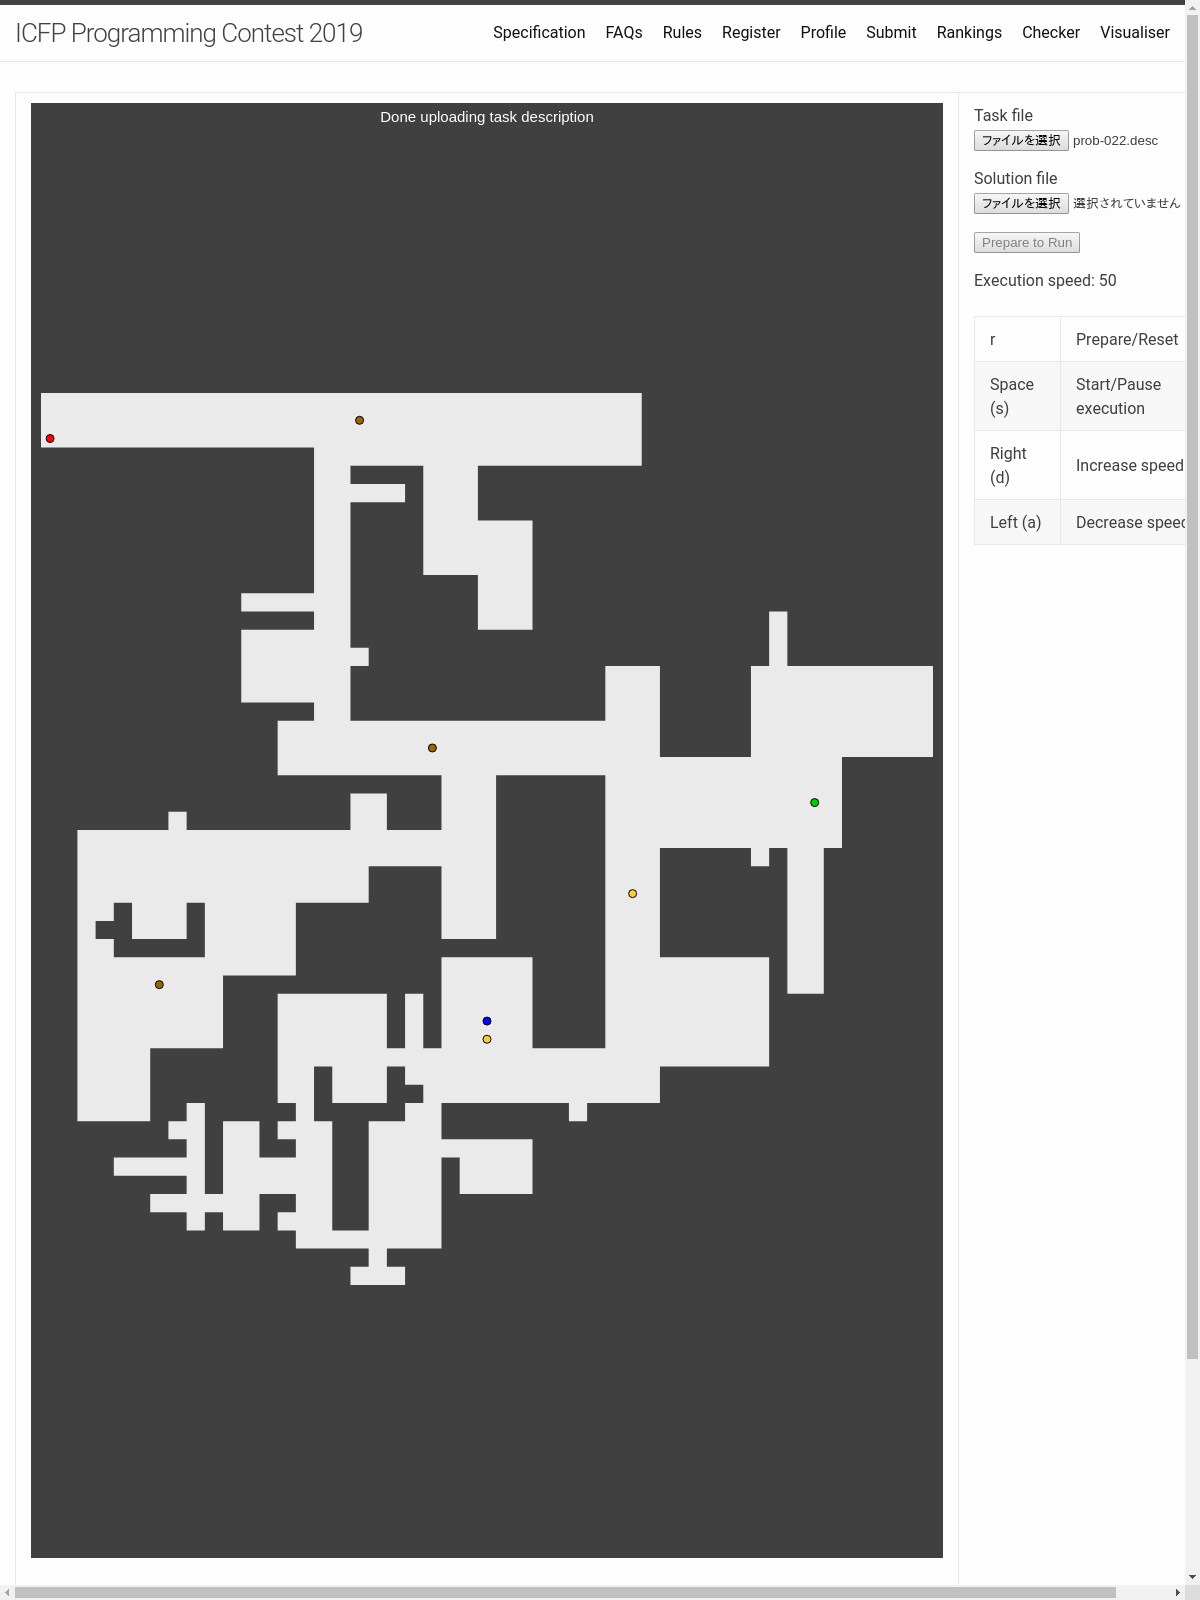 ICFP Programming Contest 2019
Specification FAQs Rules Register Profile Submit Rankings Checker Visualiser
Done uploading task description
Task file
ファイルを選択 prob-022.desc
Solution file
ファイルを選択 選択されていません
Prepare to Run
Execution speed: 50
r Prepare/Reset
Space Start/Pause
(s) execution
Right Increase speed
(d)
Left (a) Decrease speed